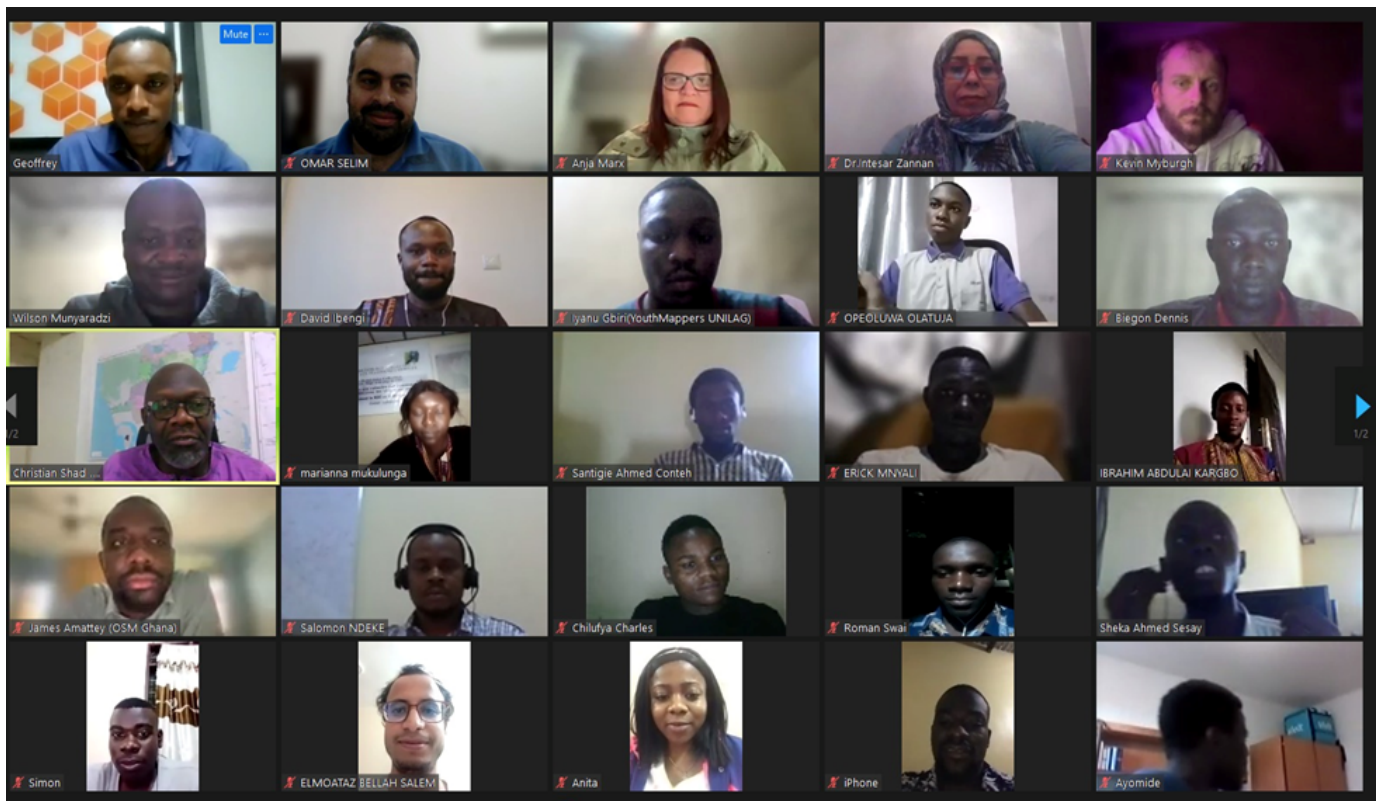 Mute ...
Geoffrey
OMAR SELIM
Anja Marx
Dr.Intesar Zannan
Kevin Myburgh
Wilson Munyaradzi
David Ibengi
Iyanu Gbiri(YouthMappers UNILAG)
OPEOLUWA OLATUJA
Biegon Dennis
1/2
Christian Shad ...
marianna mukulunga
Santigie Ahmed Conteh
ERICK MNYALI
IBRAHIM ABDULAI KARGBO
1/2
James Amattey (OSM Ghana)
Salomon NDEKE
Chilufya Charles
Roman Swai
Sheka Ahmed Sesay
Simon
ELMOATAZ BELLAH SALEM
Anita
iPhone
Ayomide